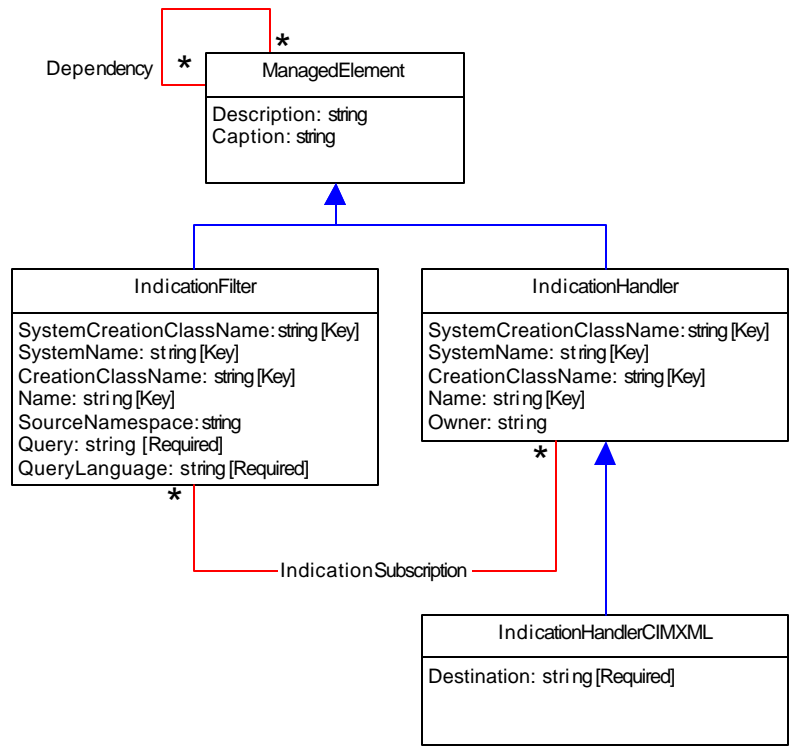 *
Dependency
*
ManagedElement
Description: string
Caption: string
IndicationFilter
SystemCreationClassName: string [Key]
SystemName: string [Key]
CreationClassName: string [Key]
Name: string [Key]
SourceNamespace: string
Query: string [Required]
QueryLanguage: string [Required]
*
IndicationHandler
SystemCreationClassName: string [Key]
SystemName: string [Key]
CreationClassName: string [Key]
Name: string [Key]
Owner: string
*
IndicationSubscription
IndicationHandlerCIMXML
Destination: string [Required]